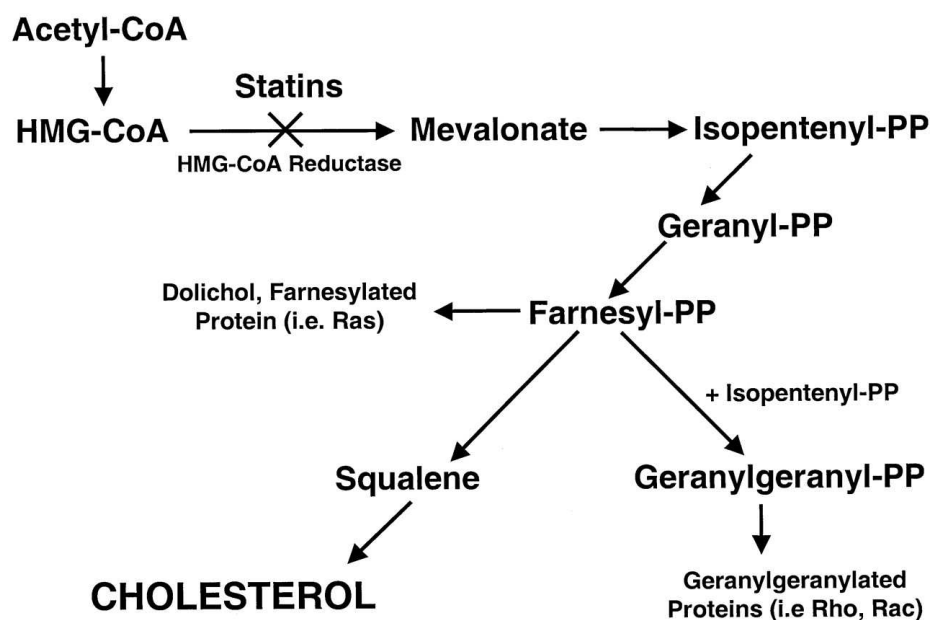 Acetyl-CoA
Statins
HMG-CoA
Mevalonate
Isopentenyl-PP
HMG-CoA Reductase
Geranyl-PP
Dolichol, Farnesylated
Protein (i.e. Ras)
Farnesyl-PP
+ Isopentenyl-PP
Squalene
Geranylgeranyl-PP
CHOLESTEROL
Geranylgeranylated
Proteins (i.e Rho, Rac)